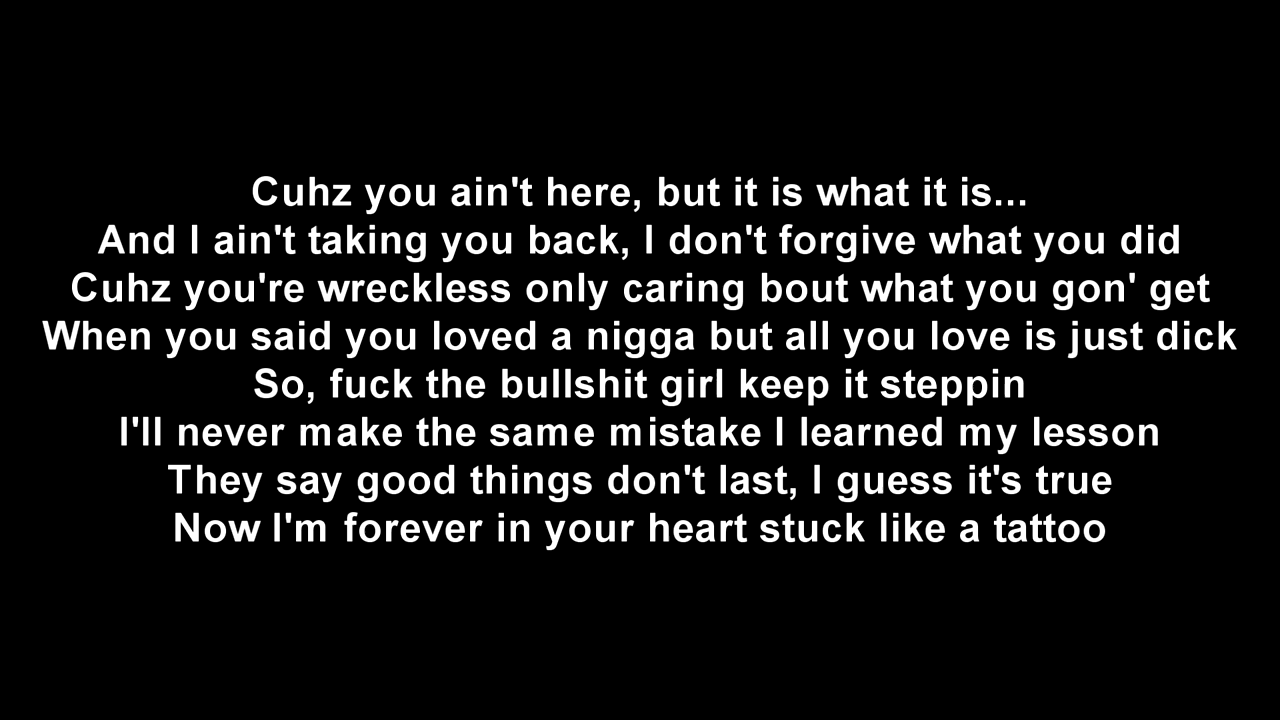 Cuhz you ain't here, but it is what it is...
And I ain't taking you back, I don't forgive what you did
Cuhz you're wreckless only caring bout what you gon' get
When you said you loved a nigga but all you love is just dick
So, fuck the bullshit girl keep it steppin
I'll never make the same mistake I learned my lesson
They say good things don't last, I guess it's true
Now I'm forever in your heart stuck like a tattoo